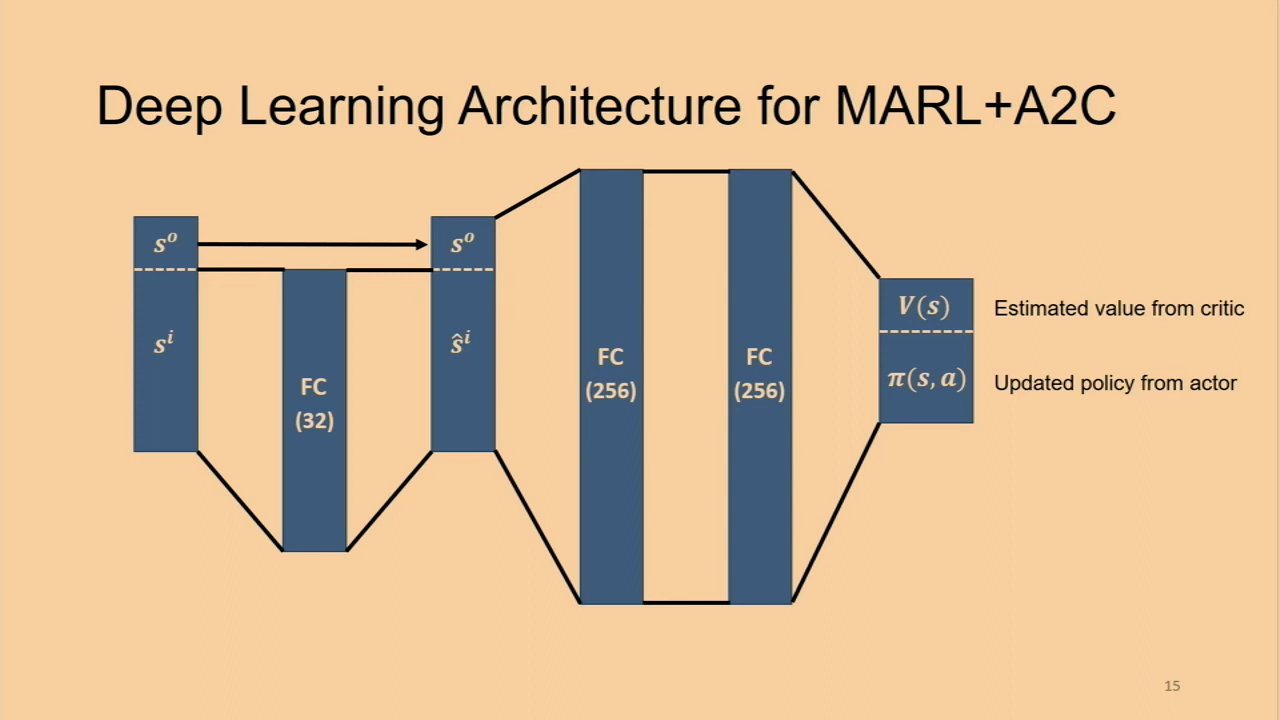 Deep Learning Architecture for MARL+A2C
s^o
s^i
FC
(32)
s^o
ŝ^i
FC
(256)
FC
(256)
V(s)
π(s, a)
Estimated value from critic
Updated policy from actor
15